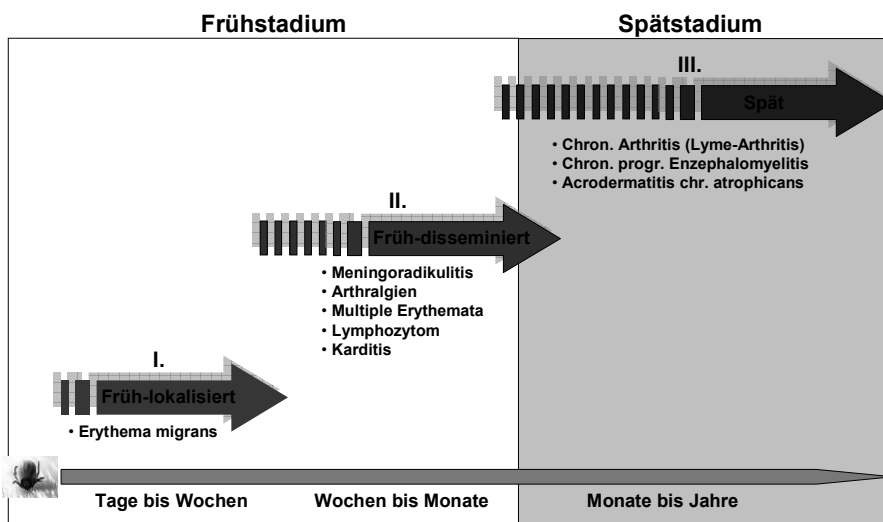 Frühstadium
Spätstadium
III.
Spät
• Chron. Arthritis (Lyme-Arthritis)
• Chron. progr. Enzephalomyelitis
• Acrodermatitis chr. atrophicans
II.
Früh-disseminiert
• Meningoradikulitis
• Arthralgien
• Multiple Erythemata
• Lymphozytom
• Karditis
I.
Früh-lokalisiert
• Erythema migrans
Tage bis Wochen
Wochen bis Monate
Monate bis Jahre